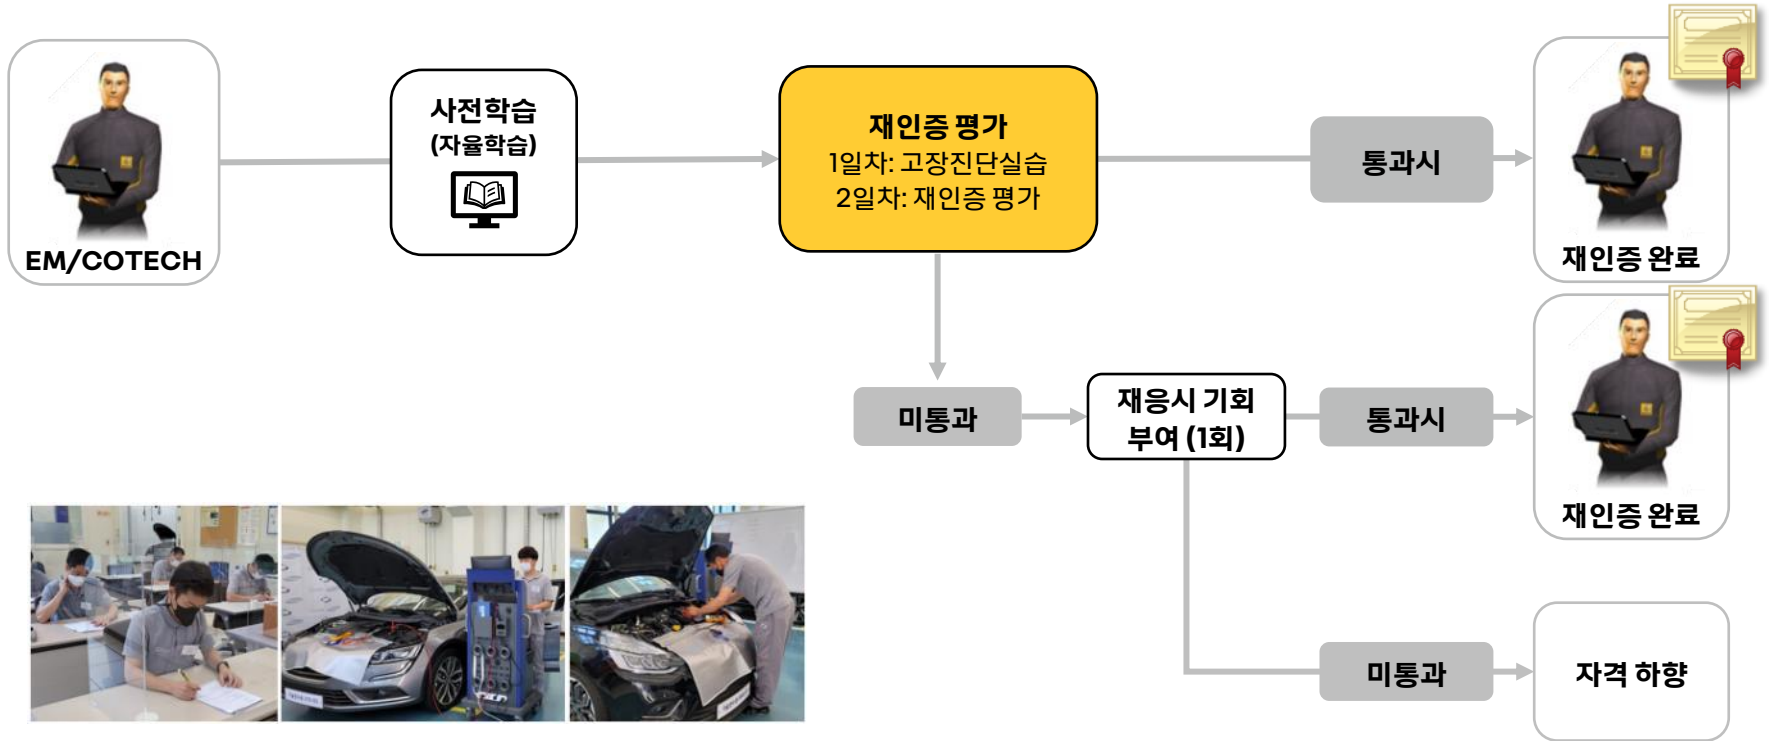 EM/COTECH
사전학습
(자율학습)
재인증 평가
1일차: 고장진단실습
2일차: 재인증 평가
통과시
재인증 완료
미통과
재응시 기회
부여 (1회)
통과시
재인증 완료
미통과
자격 하향